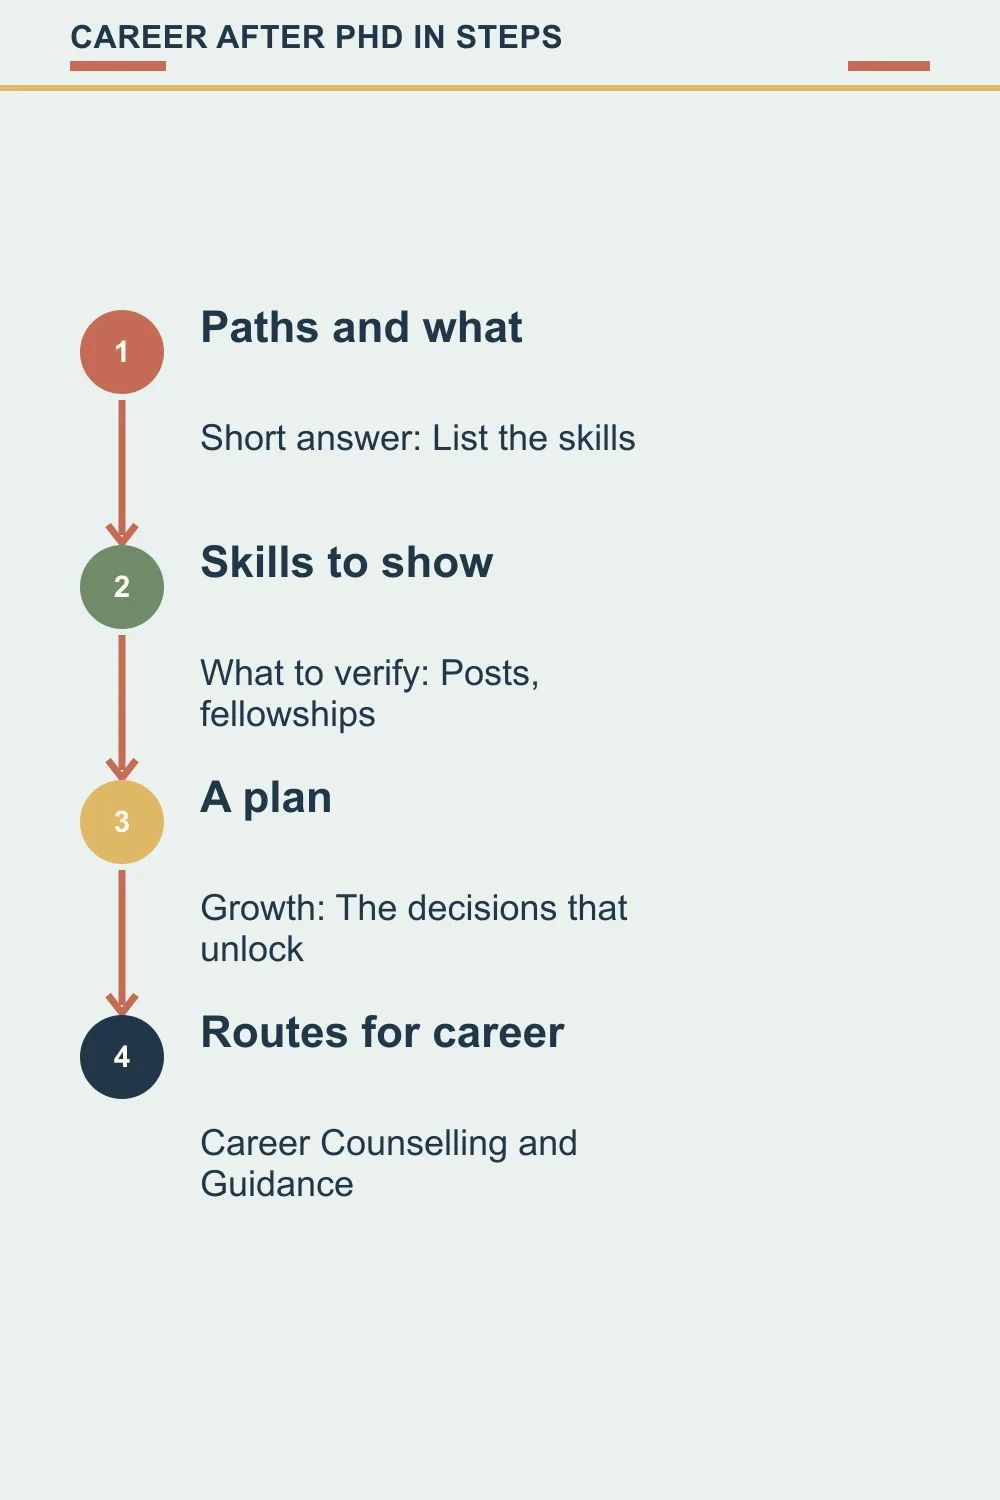 CAREER AFTER PHD IN STEPS
1
Paths and what
Short answer: List the skills
2
Skills to show
What to verify: Posts,
fellowships
3
A plan
Growth: The decisions that
unlock
4
Routes for career
Career Counselling and
Guidance